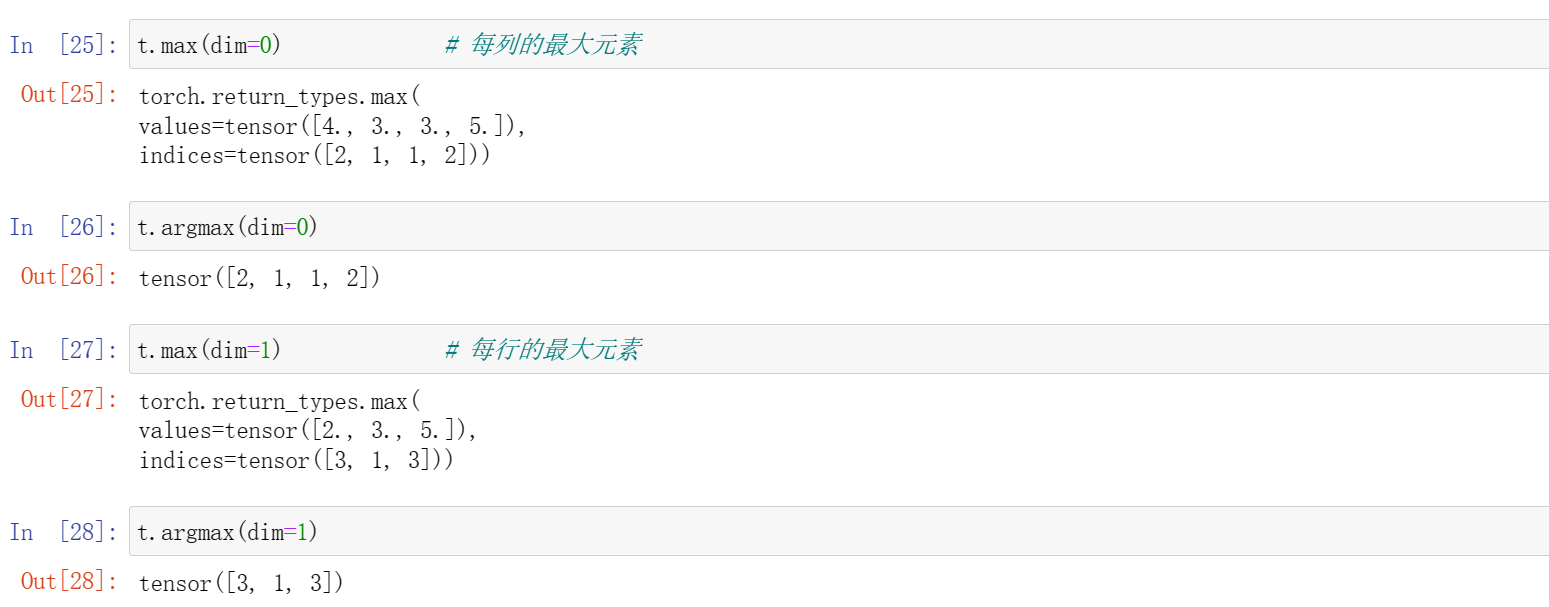 In [25]: t.max(dim=0) # 每列的最大元素
Out[25]: torch.return_types.max(
values=tensor([4., 3., 3., 5.]),
indices=tensor([2, 1, 1, 2]))
In [26]: t.argmax(dim=0)
Out[26]: tensor([2, 1, 1, 2])
In [27]: t.max(dim=1) # 每行的最大元素
Out[27]: torch.return_types.max(
values=tensor([2., 3., 5.]),
indices=tensor([3, 1, 3]))
In [28]: t.argmax(dim=1)
Out[28]: tensor([3, 1, 3])